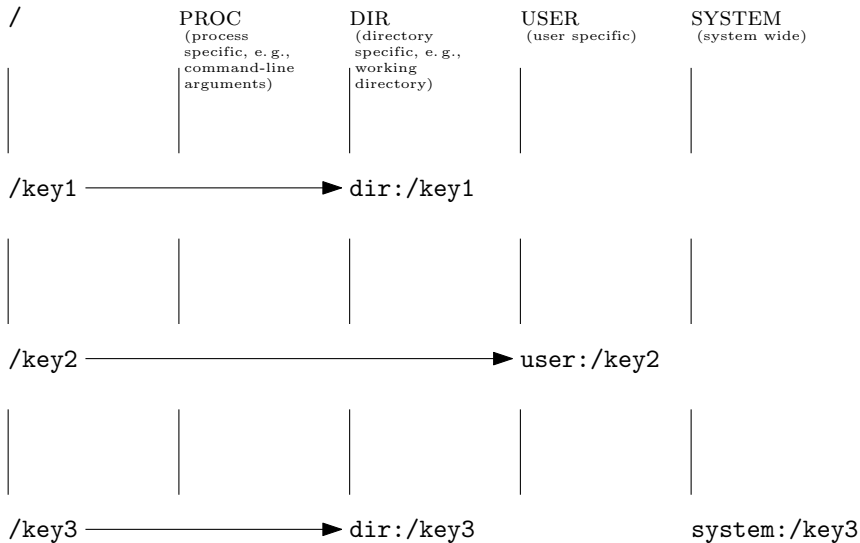 /
PROC
(process
specific, e. g.,
command-line
arguments)
DIR
(directory
specific, e. g.,
working
directory)
USER
(user specific)
SYSTEM
(system wide)
/key1 dir:/key1
/key2 user:/key2
/key3 dir:/key3 system:/key3